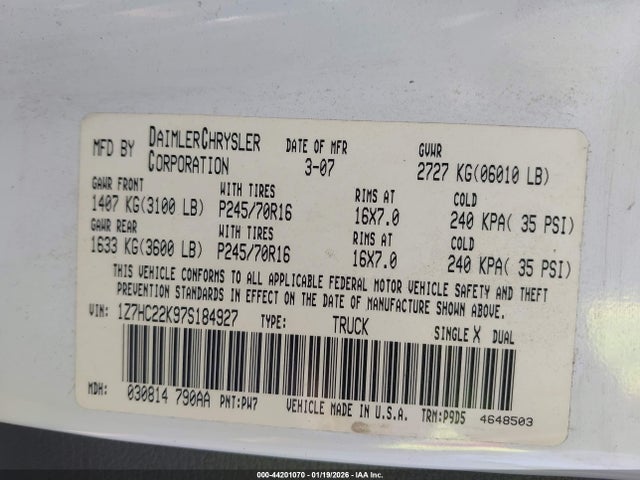 MFD BY DAIMLERCHRYSLER CORPORATION DATE OF MFR 3-07 GVWR 2727 KG(06010 LB)
GAWR FRONT WITH TIRES RIMS AT COLD
1407 KG(3100 LB) P245/70R16 16X7.0 240 KPA( 35 PSI)
GAWR REAR WITH TIRES RIMS AT COLD
1633 KG(3600 LB) P245/70R16 16X7.0 240 KPA( 35 PSI)
THIS VEHICLE CONFORMS TO ALL APPLICABLE FEDERAL MOTOR VEHICLE SAFETY AND THEFT
PREVENTION STANDARDS IN EFFECT ON THE DATE OF MANUFACTURE SHOWN ABOVE.
VIN: 1Z7HC22K97S184927 TYPE: TRUCK SINGLE X DUAL
MDH: 030814 790AA PNT:PW7 VEHICLE MADE IN U.S.A. TRM:P9D5 4648503
000-44201070 - 01/19/2026 - IAA Inc.